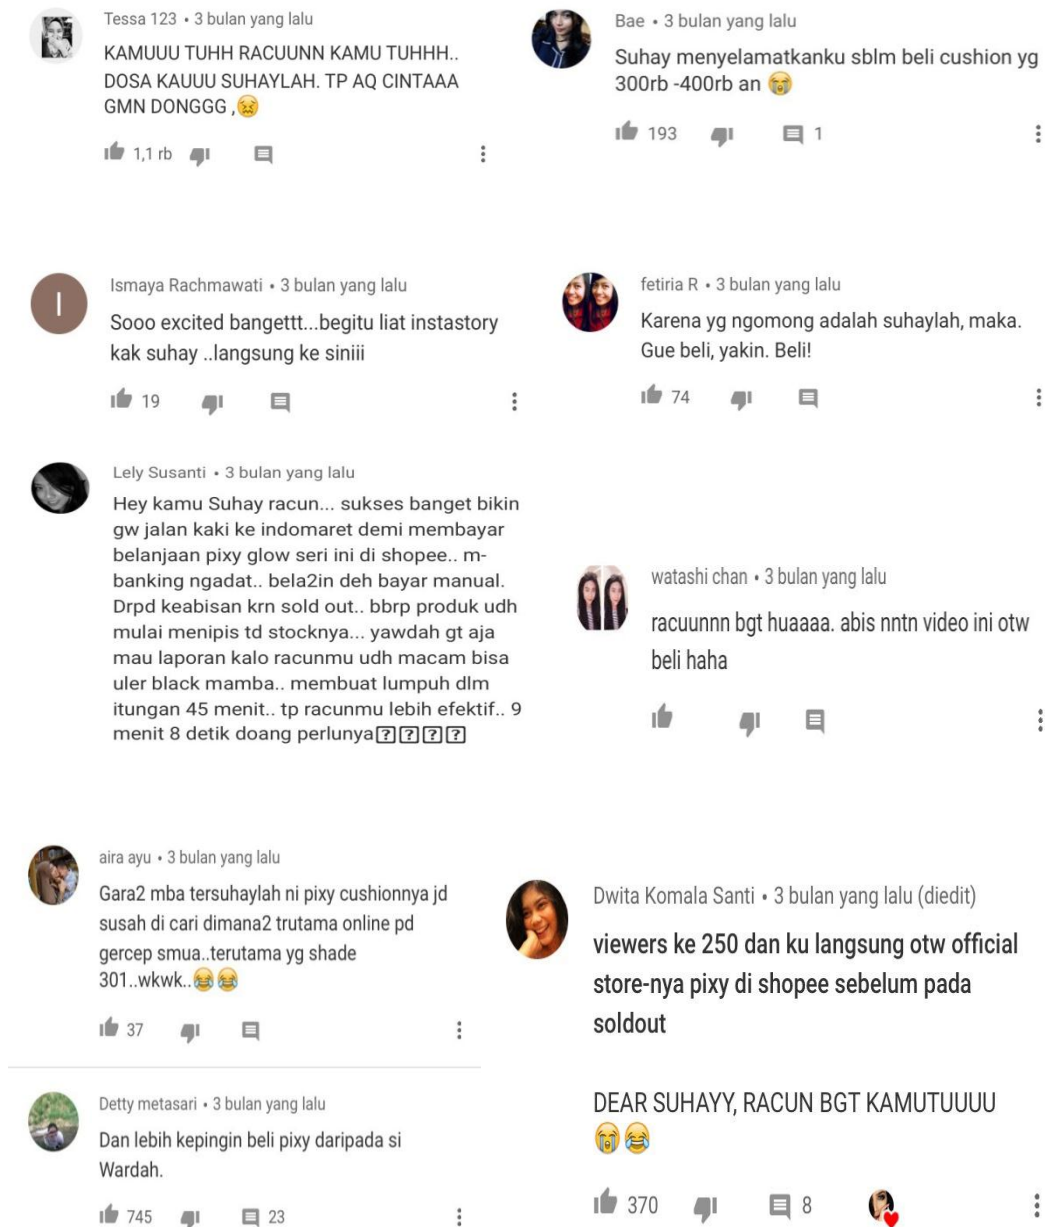 Tessa 123 • 3 bulan yang lalu
KAMUUU TUHH RACUUNN KAMU TUHHH..
DOSA KAUUU SUHAYLAH. TP AQ CINTAAA
GMN DONGGG ,😖
1,1 rb
Bae • 3 bulan yang lalu
Suhay menyelamatkanku sblm beli cushion yg
300rb -400rb an 😭
193 1
Ismaya Rachmawati • 3 bulan yang lalu
Sooo excited bangettt...begitu liat instastory
kak suhay ..langsung ke siniii
19
fetiria R • 3 bulan yang lalu
Karena yg ngomong adalah suhaylah, maka.
Gue beli, yakin. Beli!
74
Lely Susanti • 3 bulan yang lalu
Hey kamu Suhay racun... sukses banget bikin
gw jalan kaki ke indomaret demi membayar
belanjaan pixy glow seri ini di shopee.. m-
banking ngadat.. bela2in deh bayar manual.
Drpd keabisan krn sold out.. bbrp produk udh
mulai menipis td stocknya... yawdah gt aja
mau laporan kalo racunmu udh macam bisa
uler black mamba.. membuat lumpuh dlm
itungan 45 menit.. tp racunmu lebih efektif.. 9
menit 8 detik doang perlunya????
watashi chan • 3 bulan yang lalu
racuunnn bgt huaaaa. abis nntn video ini otw
beli haha
aira ayu • 3 bulan yang lalu
Gara2 mba tersuhaylah ni pixy cushionnya jd
susah di cari dimana2 trutama online pd
gercep smua..terutama yg shade
301..wkwk..😂😂
37
I
Dwita Komala Santi • 3 bulan yang lalu (diedit)
viewers ke 250 dan ku langsung otw official
store-nya pixy di shopee sebelum pada
soldout
DEAR SUHAYY, RACUN BGT KAMUTUUUU
😭😂
370 8
Detty metasari • 3 bulan yang lalu
Dan lebih kepingin beli pixy daripada si
Wardah.
745 23